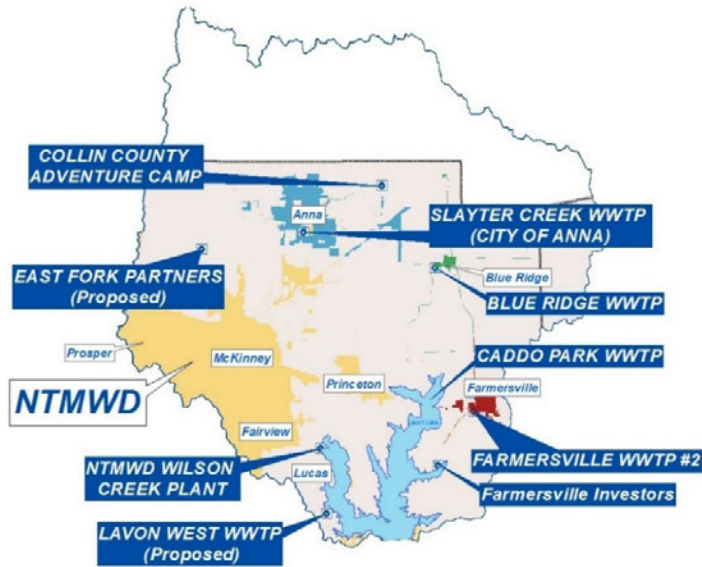 COLLIN COUNTY
ADVENTURE CAMP
Anna
SLAYTER CREEK WWTP
(CITY OF ANNA)
EAST FORK PARTNERS
(Proposed)
Blue Ridge
BLUE RIDGE WWTP
Prosper
McKinney
CADDO PARK WWTP
NTMWD
Princeton
Farmersville
Fairview
FARMERSVILLE WWTP #2
NTMWD WILSON
CREEK PLANT
Lucas
Farmersville Investors
LAVON WEST WWTP
(Proposed)